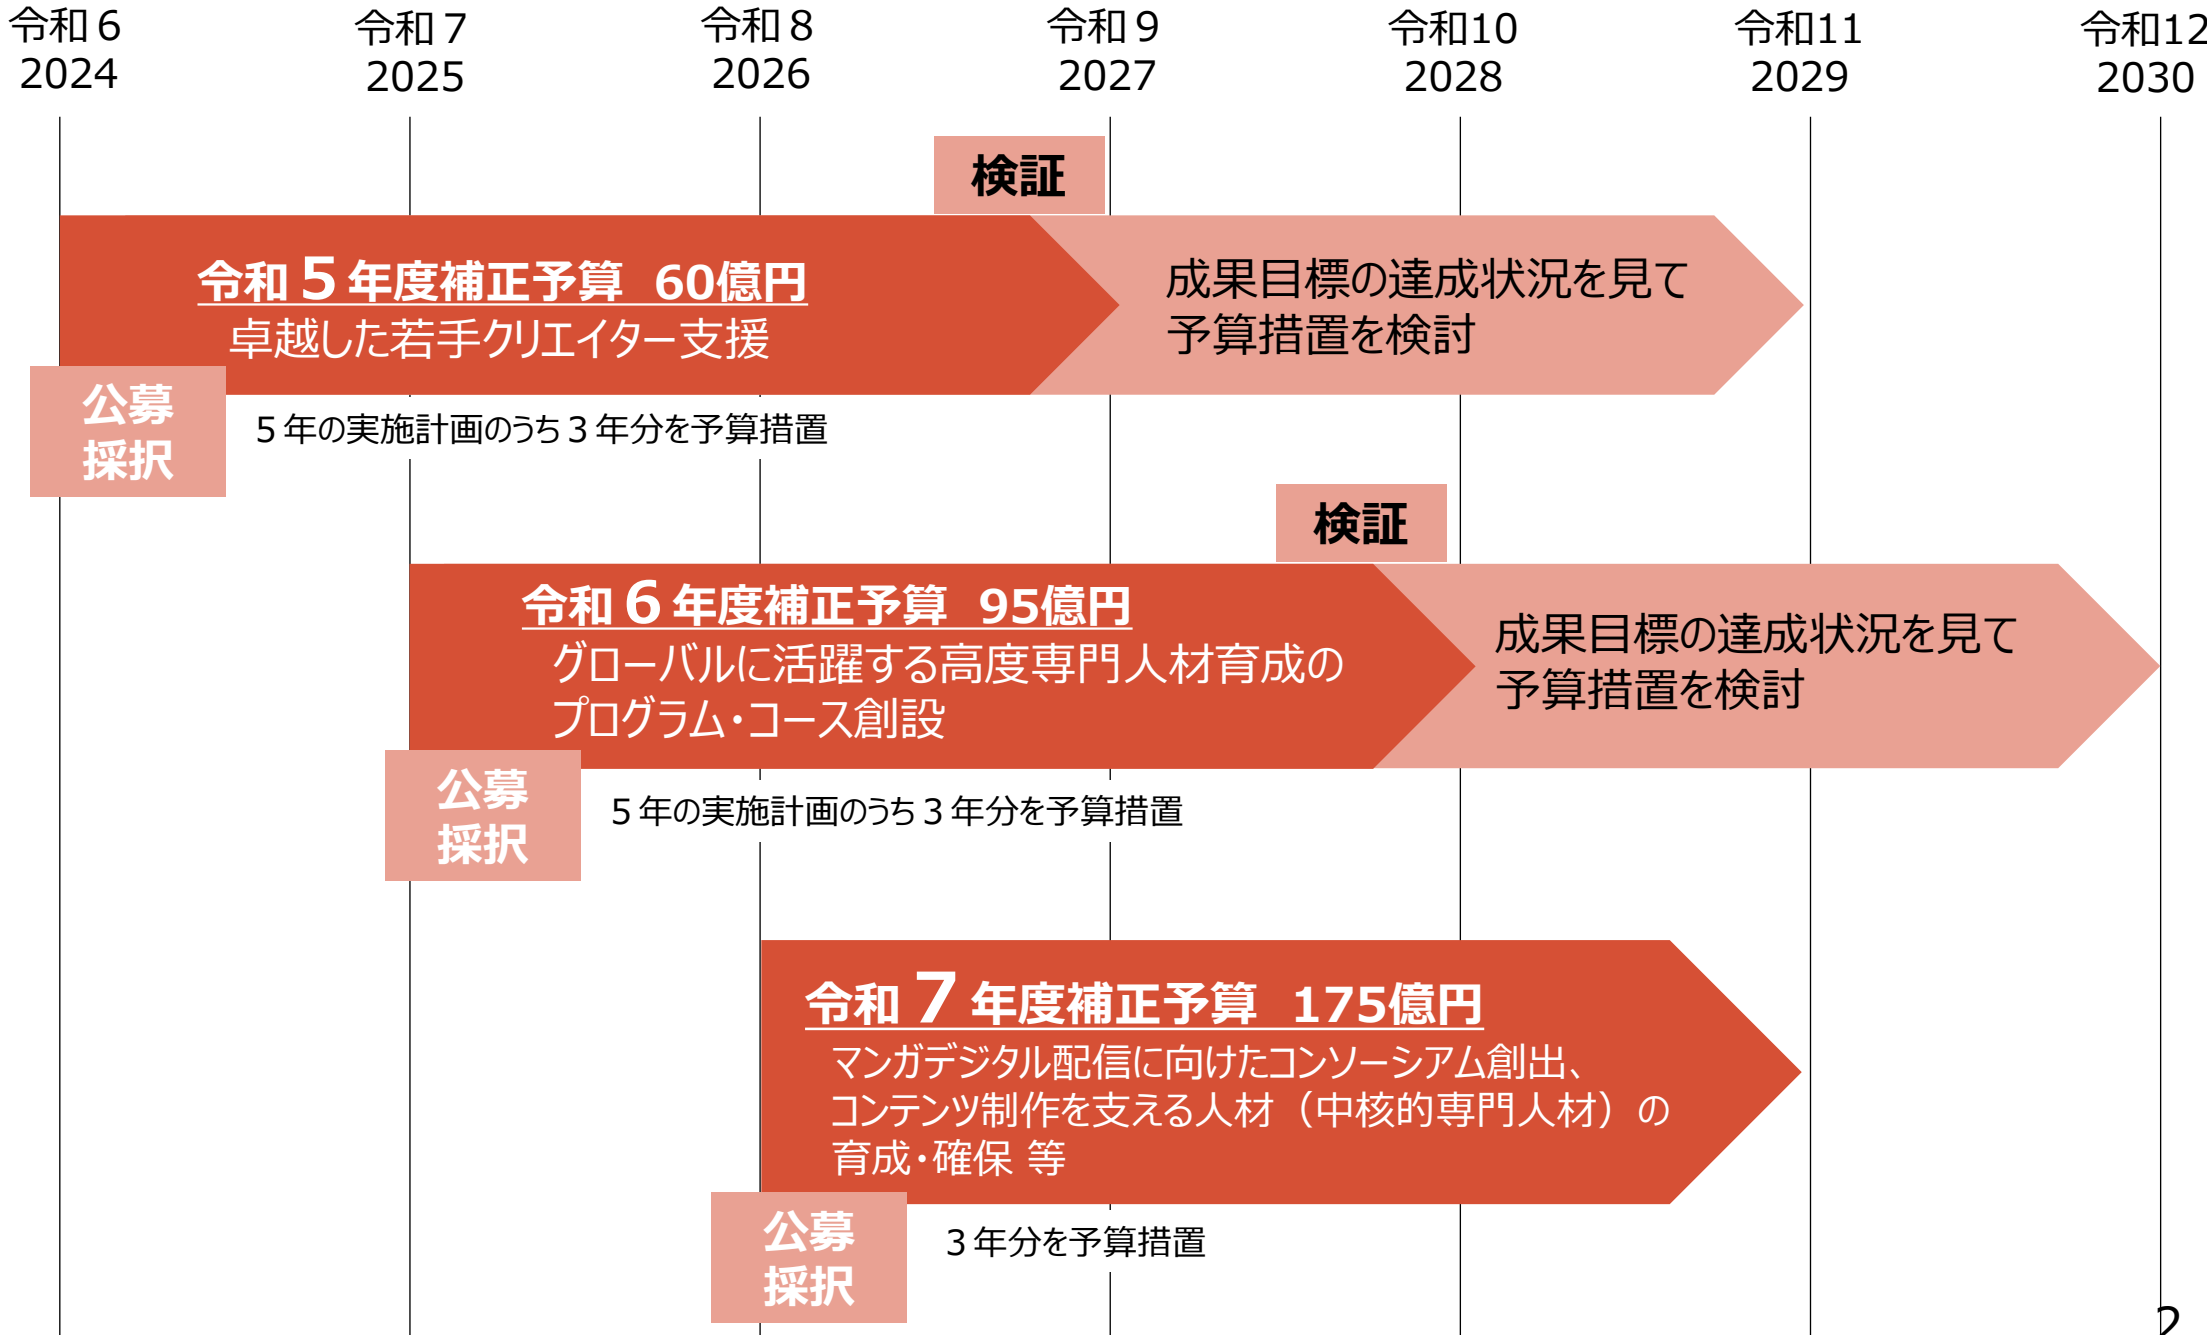 令和６
2024
令和７
2025
令和８
2026
令和９
2027
令和10
2028
令和11
2029
令和12
2030
検証
令和５年度補正予算 60億円
卓越した若手クリエイター支援
成果目標の達成状況を見て
予算措置を検討
公募
採択
５年の実施計画のうち３年分を予算措置
検証
令和６年度補正予算 95億円
グローバルに活躍する高度専門人材育成の
プログラム・コース創設
成果目標の達成状況を見て
予算措置を検討
公募
採択
５年の実施計画のうち３年分を予算措置
令和７年度補正予算 175億円
マンガデジタル配信に向けたコンソーシアム創出、
コンテンツ制作を支える人材（中核的専門人材）の
育成・確保 等
公募
採択
３年分を予算措置
2